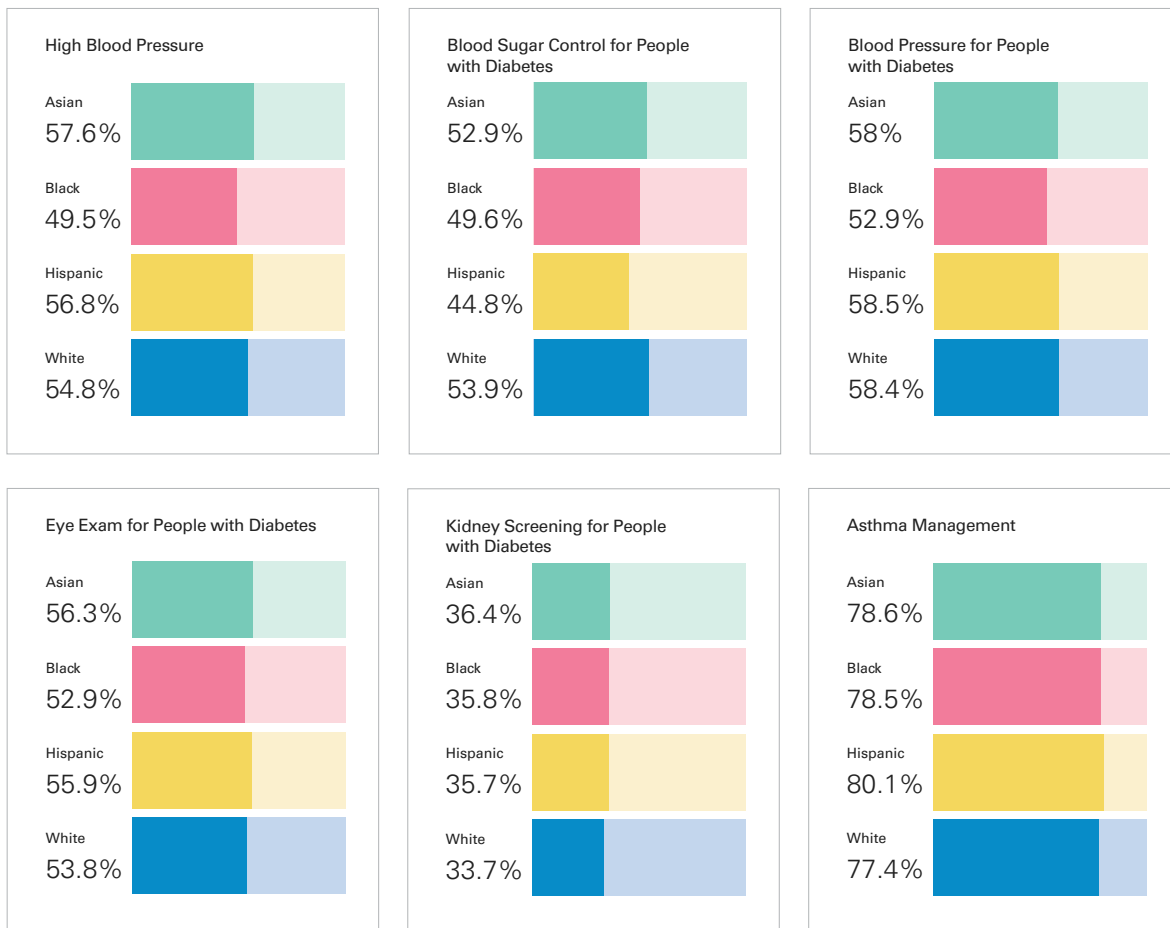 High Blood Pressure
Asian
57.6%
Black
49.5%
Hispanic
56.8%
White
54.8%
Blood Sugar Control for People
with Diabetes
Asian
52.9%
Black
49.6%
Hispanic
44.8%
White
53.9%
Blood Pressure for People
with Diabetes
Asian
58%
Black
52.9%
Hispanic
58.5%
White
58.4%
Eye Exam for People with Diabetes
Asian
56.3%
Black
52.9%
Hispanic
55.9%
White
53.8%
Kidney Screening for People
with Diabetes
Asian
36.4%
Black
35.8%
Hispanic
35.7%
White
33.7%
Asthma Management
Asian
78.6%
Black
78.5%
Hispanic
80.1%
White
77.4%